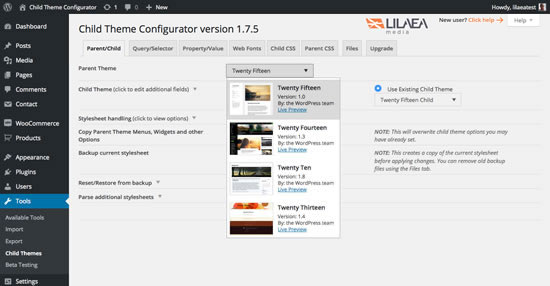 Child Theme Configurator
1
0
New
Howdy, lilaeatest
Dashboard
Posts
Media
Pages
Comments
Contact
WooCommerce
Products
Appearance
Plugins
Users
Tools
Available Tools
Import
Export
Child Themes
Beta Testing
Settings
Child Theme Configurator version 1.7.5
LILAEA
media
New user? Click help
Help
Parent/Child
Query/Selector
Property/Value
Web Fonts
Child CSS
Parent CSS
Files
Upgrade
Parent Theme
Twenty Fifteen
Child Theme (click to edit additional fields)
Use Existing Child Theme
Twenty Fifteen Child
Twenty Fifteen
Version: 1.0
By: the WordPress team
Live Preview
Twenty Fourteen
Version: 1.3
By: the WordPress team
Live Preview
Twenty Ten
Version: 1.8
By: the WordPress team
Live Preview
Twenty Thirteen
Version: 1.4
By: the WordPress team
Live Preview
Stylesheet handling (click to view options)
Copy Parent Theme Menus, Widgets and other
Options
NOTE: This will overwrite child theme options you may
have already set.
Backup current stylesheet
NOTE: This creates a copy of the current stylesheet
before applying changes. You can remove old backup
files using the Files tab.
Reset/Restore from backup
Parse additional stylesheets